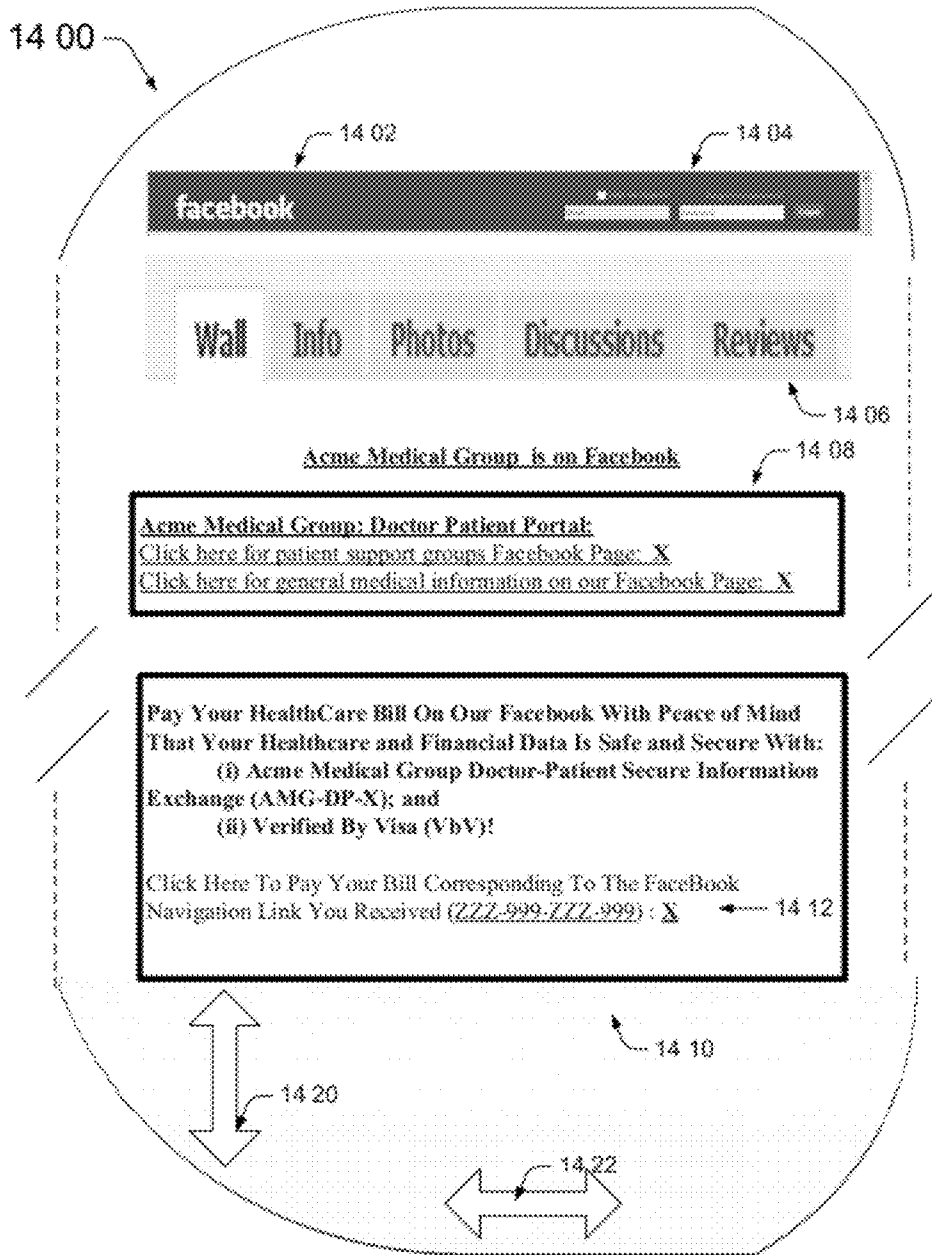 14 00
14 02
14 04
facebook
Wall Info Photos Discussions Reviews
14 06
14 08
Acme Medical Group is on Facebook
Acme Medical Group: Doctor Patient Portal:
Click here for patient support groups Facebook Page: X
Click here for general medical information on our Facebook Page: X
Pay Your HealthCare Bill On Our Facebook With Peace of Mind
That Your Healthcare and Financial Data Is Safe and Secure With:
(i) Acme Medical Group Doctor-Patient Secure Information
Exchange (AMG-DP-X); and
(ii) Verified By Visa (VbV)!
Click Here To Pay Your Bill Corresponding To The FaceBook
Navigation Link You Received (ZZZ-999-ZZZ-999) : X
14 12
14 10
14 20
14 22